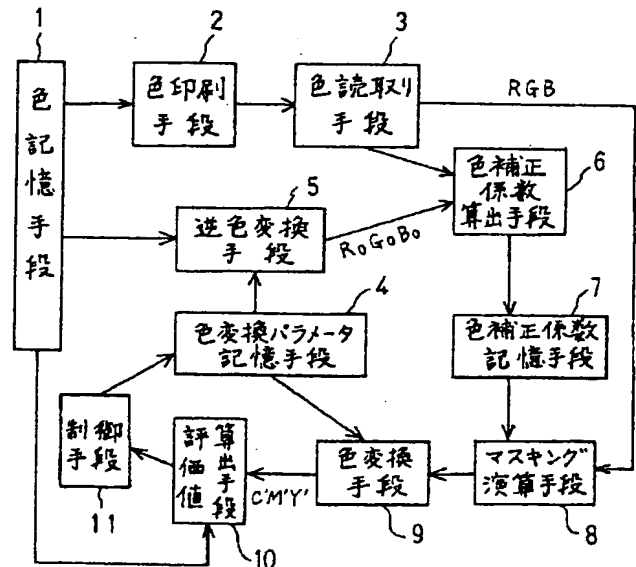 1
色記憶手段
2
色印刷
手段
3
色読取り
手段
RGB
5
逆色変換
手段
R₀G₀B₀
色補正
係数
算出手段
6
4
色変換パラメータ
記憶手段
7
色補正係数
記憶手段
制御
手段
11
算出手段
評価値
10
C'M'Y'
色変換
手段
9
マスキング
演算手段
8